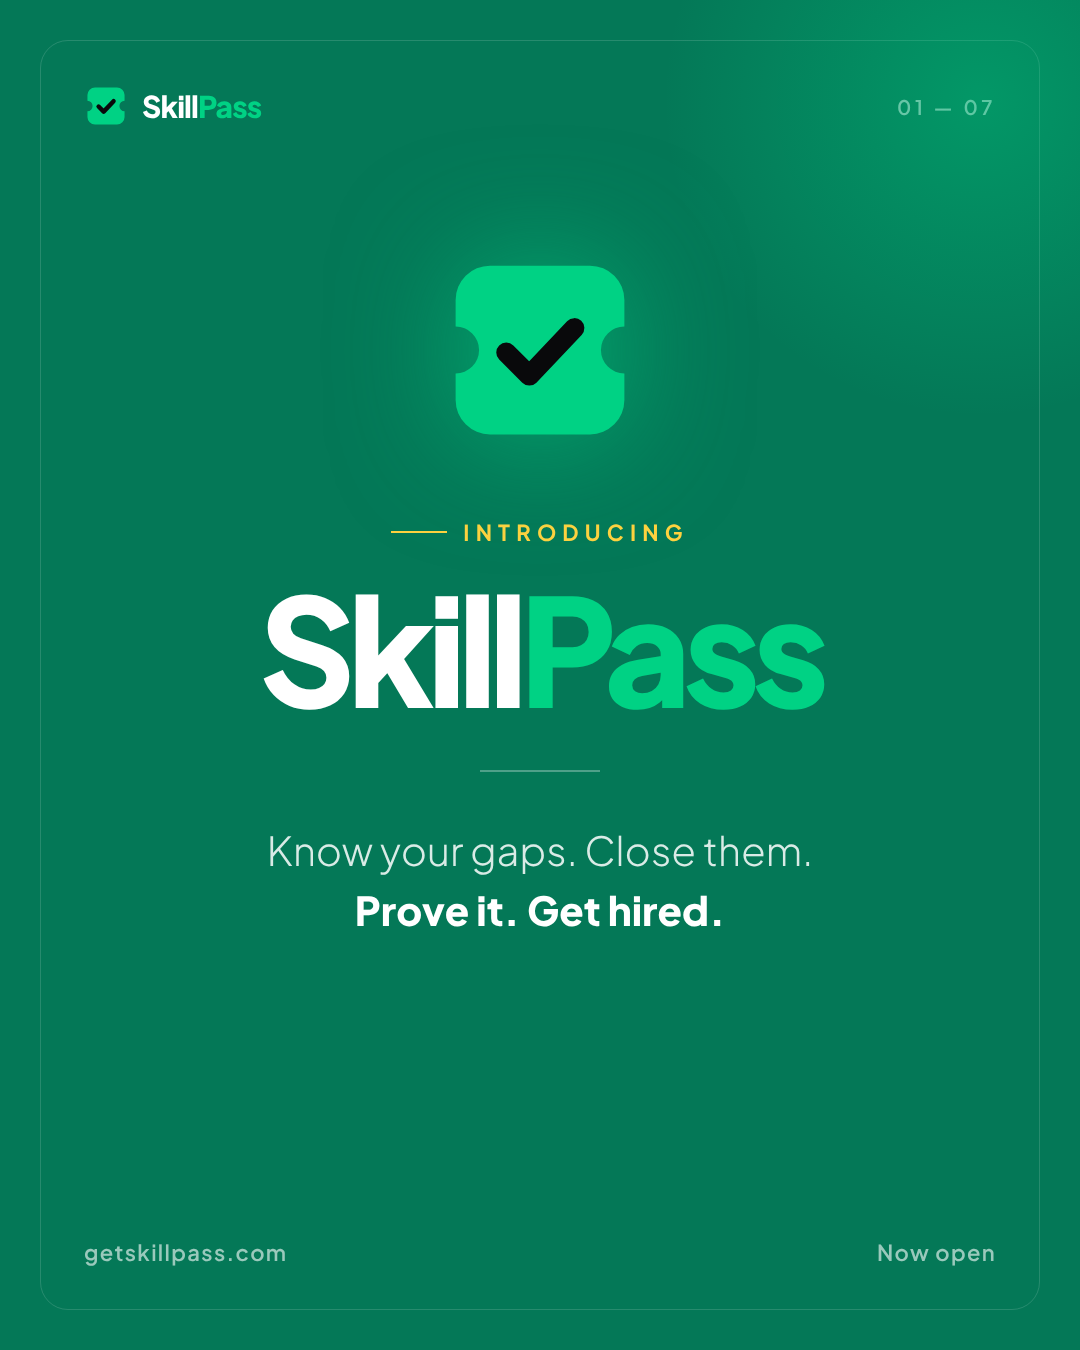 SkillPass
01 — 07
INTRODUCING
SkillPass
Know your gaps. Close them.
Prove it. Get hired.
getskillpass.com
Now open